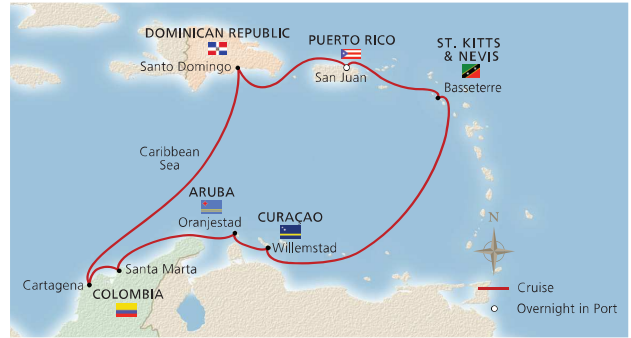 DOMINICAN REPUBLIC
Santo Domingo
PUERTO RICO
San Juan
ST. KITTS
& NEVIS
Basseterre
Caribbean
Sea
ARUBA
Oranjestad
CURAÇAO
Willemstad
Santa Marta
Cartagena
COLOMBIA
N
Cruise
Overnight in Port